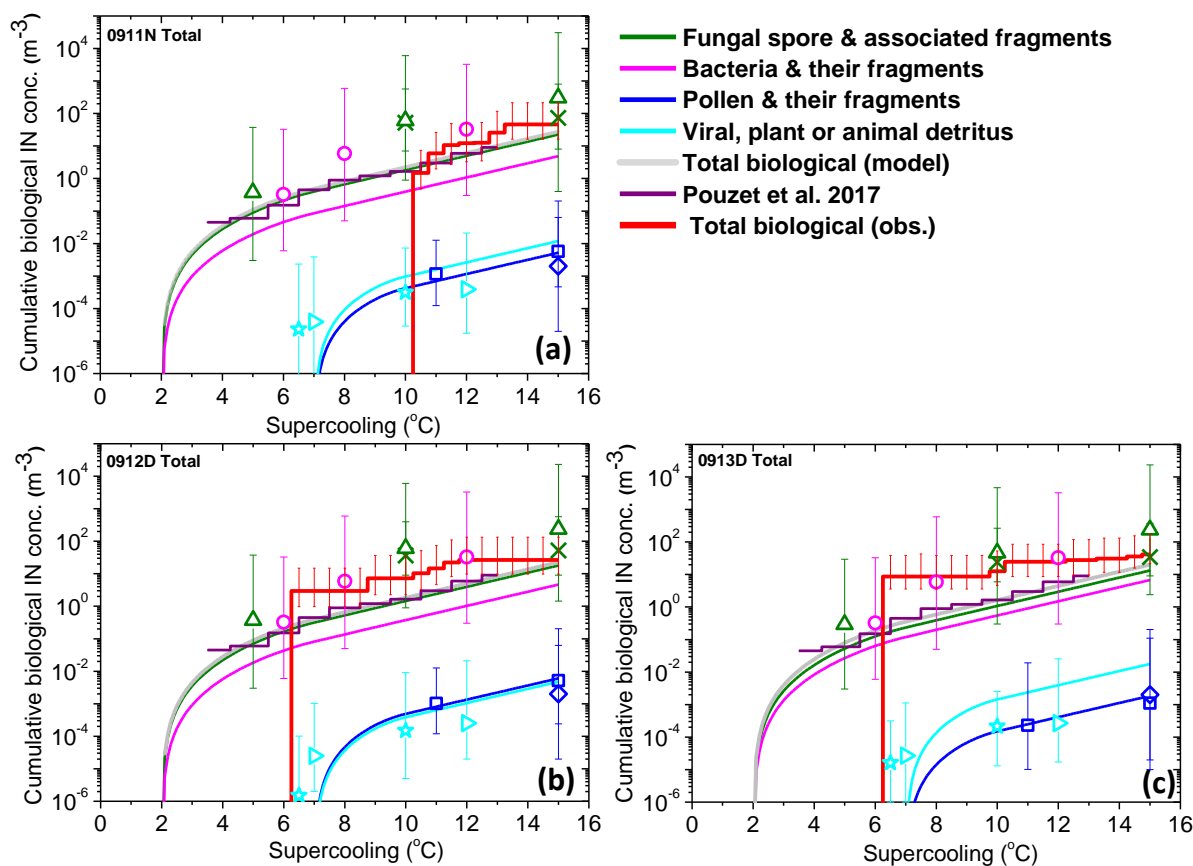 0911N Total
Cumulative biological IN conc. (m⁻³)
10⁴
10²
10⁰
10⁻²
10⁻⁴
10⁻⁶
0 2 4 6 8 10 12 14 16
Supercooling (°C)
(a)
Fungal spore & associated fragments
Bacteria & their fragments
Pollen & their fragments
Viral, plant or animal detritus
Total biological (model)
Pouzet et al. 2017
Total biological (obs.)
0912D Total
Cumulative biological IN conc. (m⁻³)
10⁴
10²
10⁰
10⁻²
10⁻⁴
10⁻⁶
0 2 4 6 8 10 12 14 16
Supercooling (°C)
(b)
0913D Total
Cumulative biological IN conc. (m⁻³)
10⁴
10²
10⁰
10⁻²
10⁻⁴
10⁻⁶
0 2 4 6 8 10 12 14 16
Supercooling (°C)
(c)